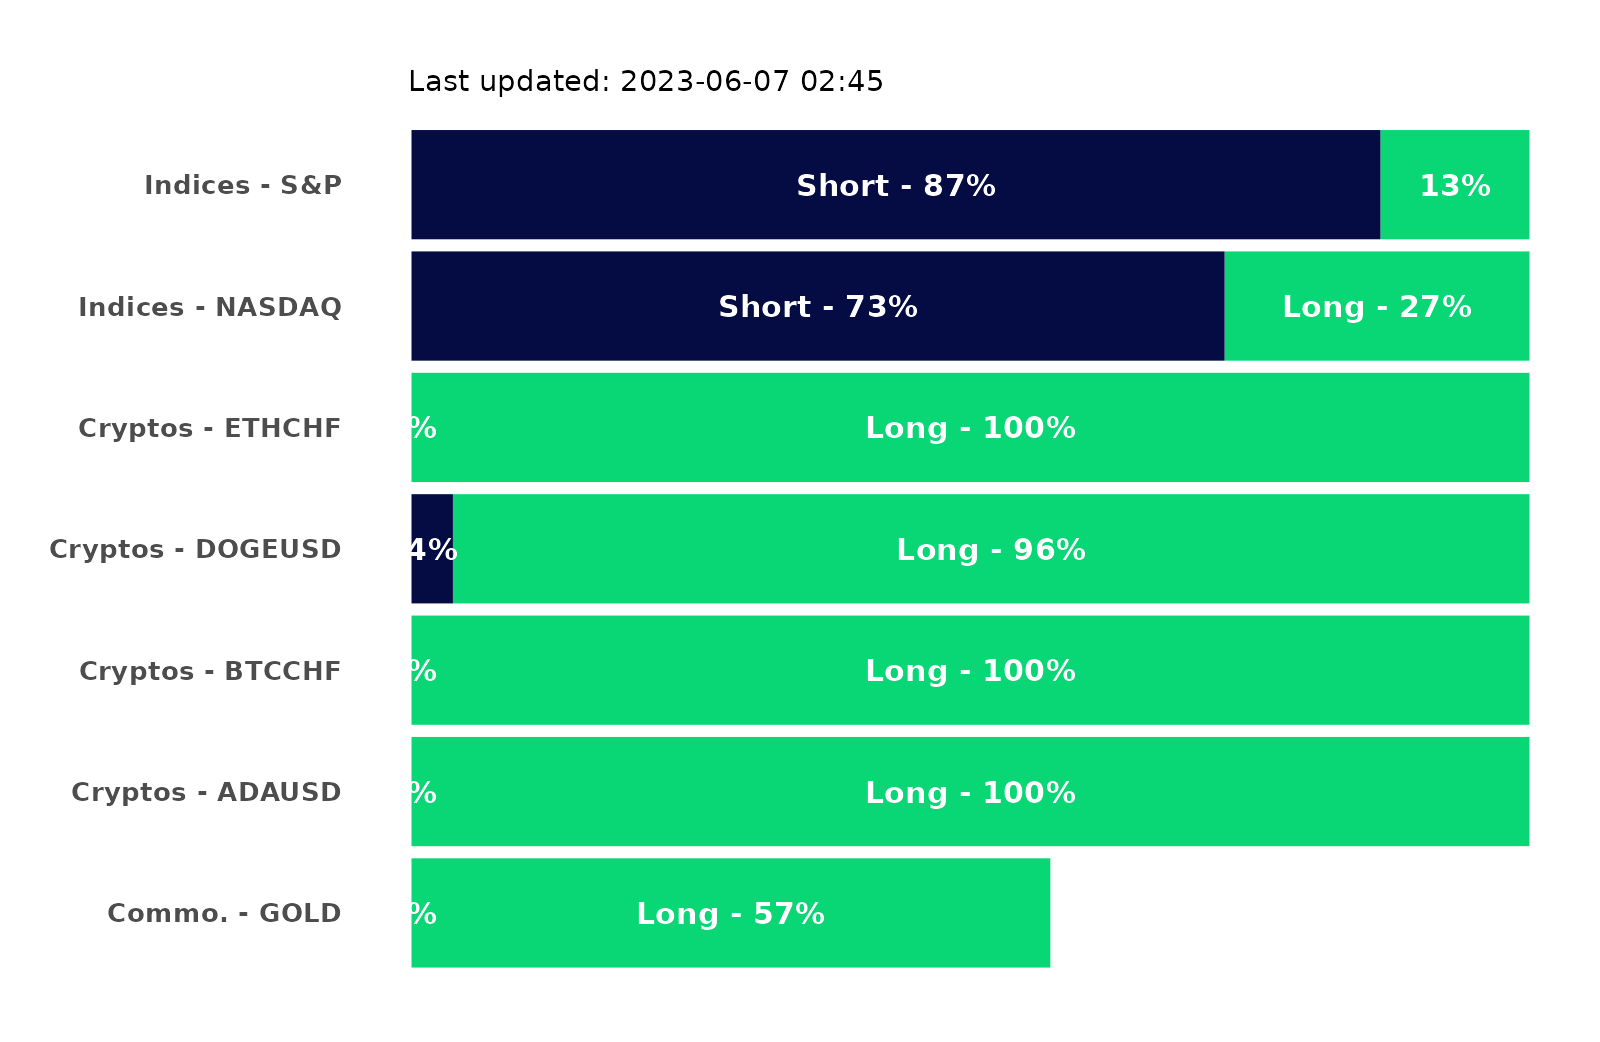 Last updated: 2023-06-07 02:45
Indices - S&P Short - 87% 13%
Indices - NASDAQ Short - 73% Long - 27%
Cryptos - ETHCHF % Long - 100%
Cryptos - DOGEUSD 4% Long - 96%
Cryptos - BTCCHF % Long - 100%
Cryptos - ADAUSD % Long - 100%
Commo. - GOLD % Long - 57%